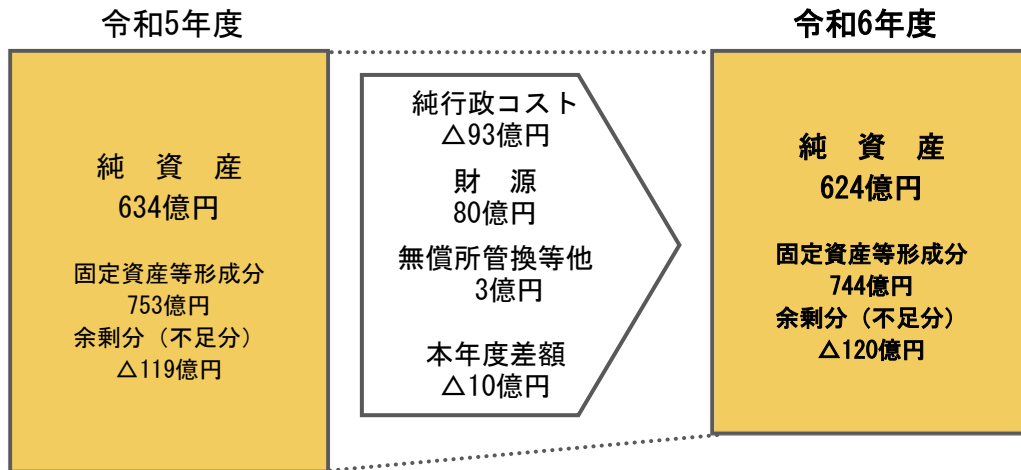 令和5年度
純　資　産
634億円
固定資産等形成分
753億円
余剰分（不足分）
△119億円
純行政コスト
△93億円
財　源
80億円
無償所管換等他
3億円
本年度差額
△10億円
令和6年度
純　資　産
624億円
固定資産等形成分
744億円
余剰分（不足分）
△120億円